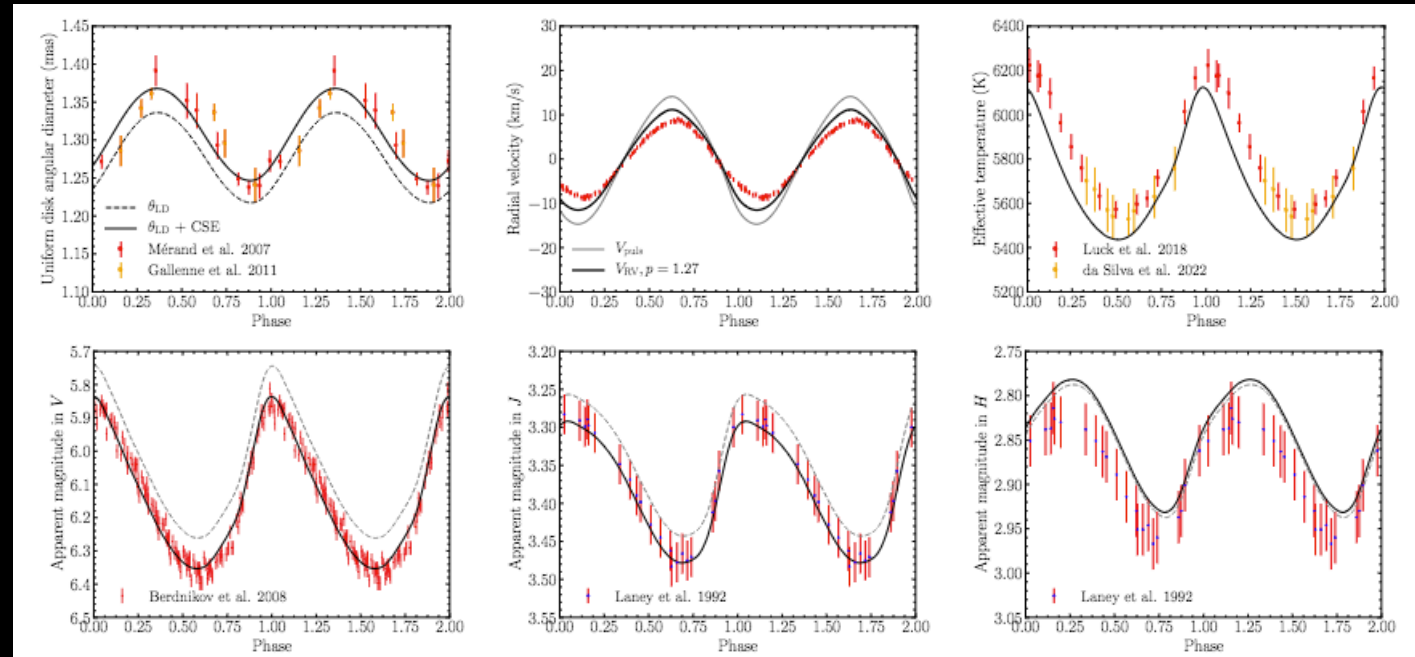 1.45
1.40
1.35
1.30
1.25
1.20
1.15
1.10
Uniform disk angular diameter (mas)
θLD
θLD + CSE
Mérand et al. 2007
Gallenne et al. 2011
0.00 0.25 0.50 0.75 1.00 1.25 1.50 1.75 2.00
Phase
30
20
10
0
−10
−20
−30
Radial velocity (km/s)
Vpuls
VRV, p = 1.27
0.00 0.25 0.50 0.75 1.00 1.25 1.50 1.75 2.00
Phase
6400
6200
6000
5800
5600
5400
5200
Effective temperature (K)
Luck et al. 2018
da Silva et al. 2022
0.00 0.25 0.50 0.75 1.00 1.25 1.50 1.75 2.00
Phase
5.7
5.8
5.9
6.0
6.1
6.2
6.3
6.4
6.5
Apparent magnitude in V
Berdnikov et al. 2008
0.00 0.25 0.50 0.75 1.00 1.25 1.50 1.75 2.00
Phase
3.20
3.25
3.30
3.35
3.40
3.45
3.50
3.55
Apparent magnitude in J
Laney et al. 1992
0.00 0.25 0.50 0.75 1.00 1.25 1.50 1.75 2.00
Phase
2.75
2.80
2.85
2.90
2.95
3.00
3.05
Apparent magnitude in H
Laney et al. 1992
0.00 0.25 0.50 0.75 1.00 1.25 1.50 1.75 2.00
Phase